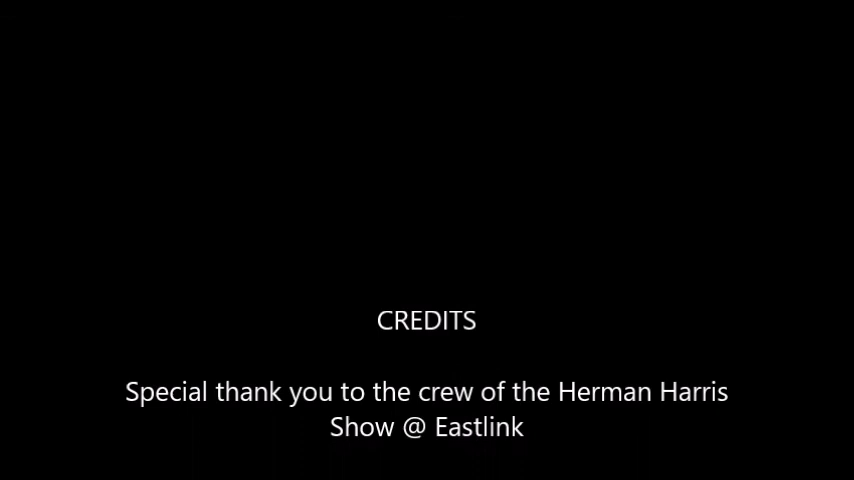 CREDITS
Special thank you to the crew of the Herman Harris
Show @ Eastlink